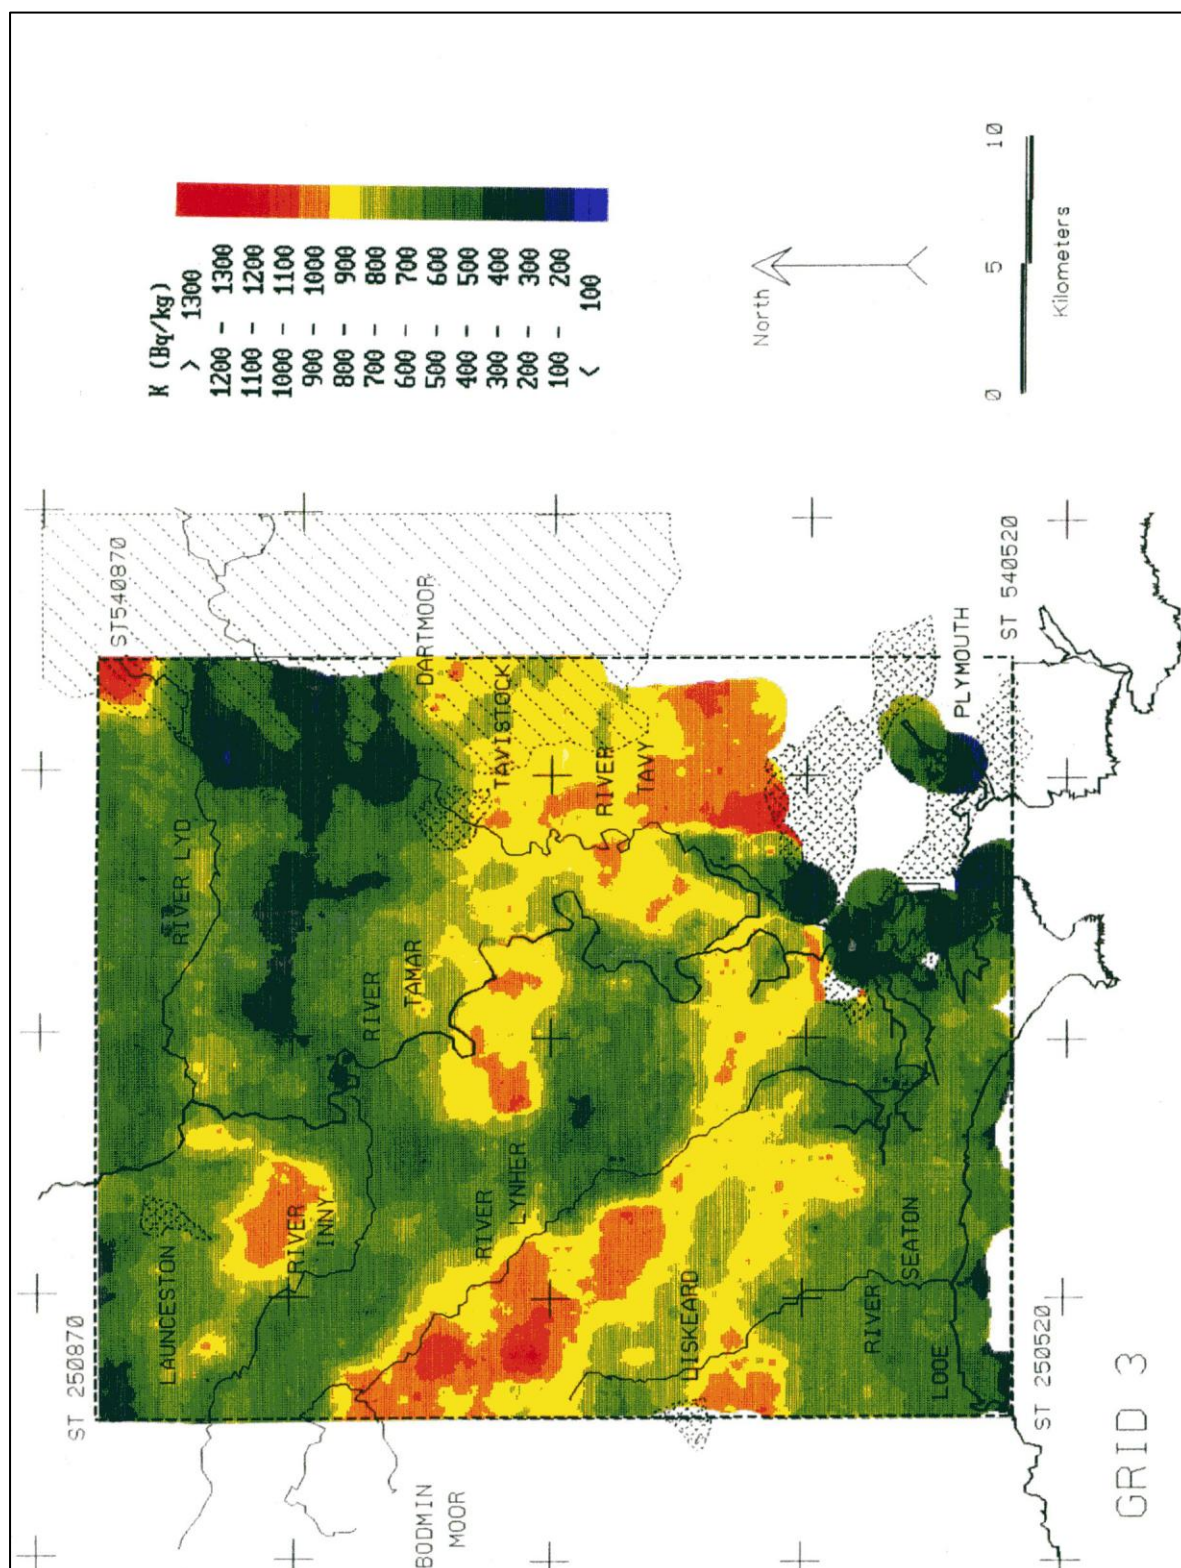 ST 250870
ST540870
LAUNCESTON
RIVER LYD
RIVER
INNY
RIVER
TAMAR
BODMIN
MOOR
RIVER
LYNHER
DARTMOOR
TAVISTOCK
RIVER
TAVY
LISKEARD
RIVER
SEATON
LOOE
PLYMOUTH
ST 250520
ST 540520
GRID 3
K (Bq/kg)
> 1300
1200 - 1300
1100 - 1200
1000 - 1100
900 - 1000
800 - 900
700 - 800
600 - 700
500 - 600
400 - 500
300 - 400
200 - 300
100 - 200
< 100
North
0 5 10
Kilometers